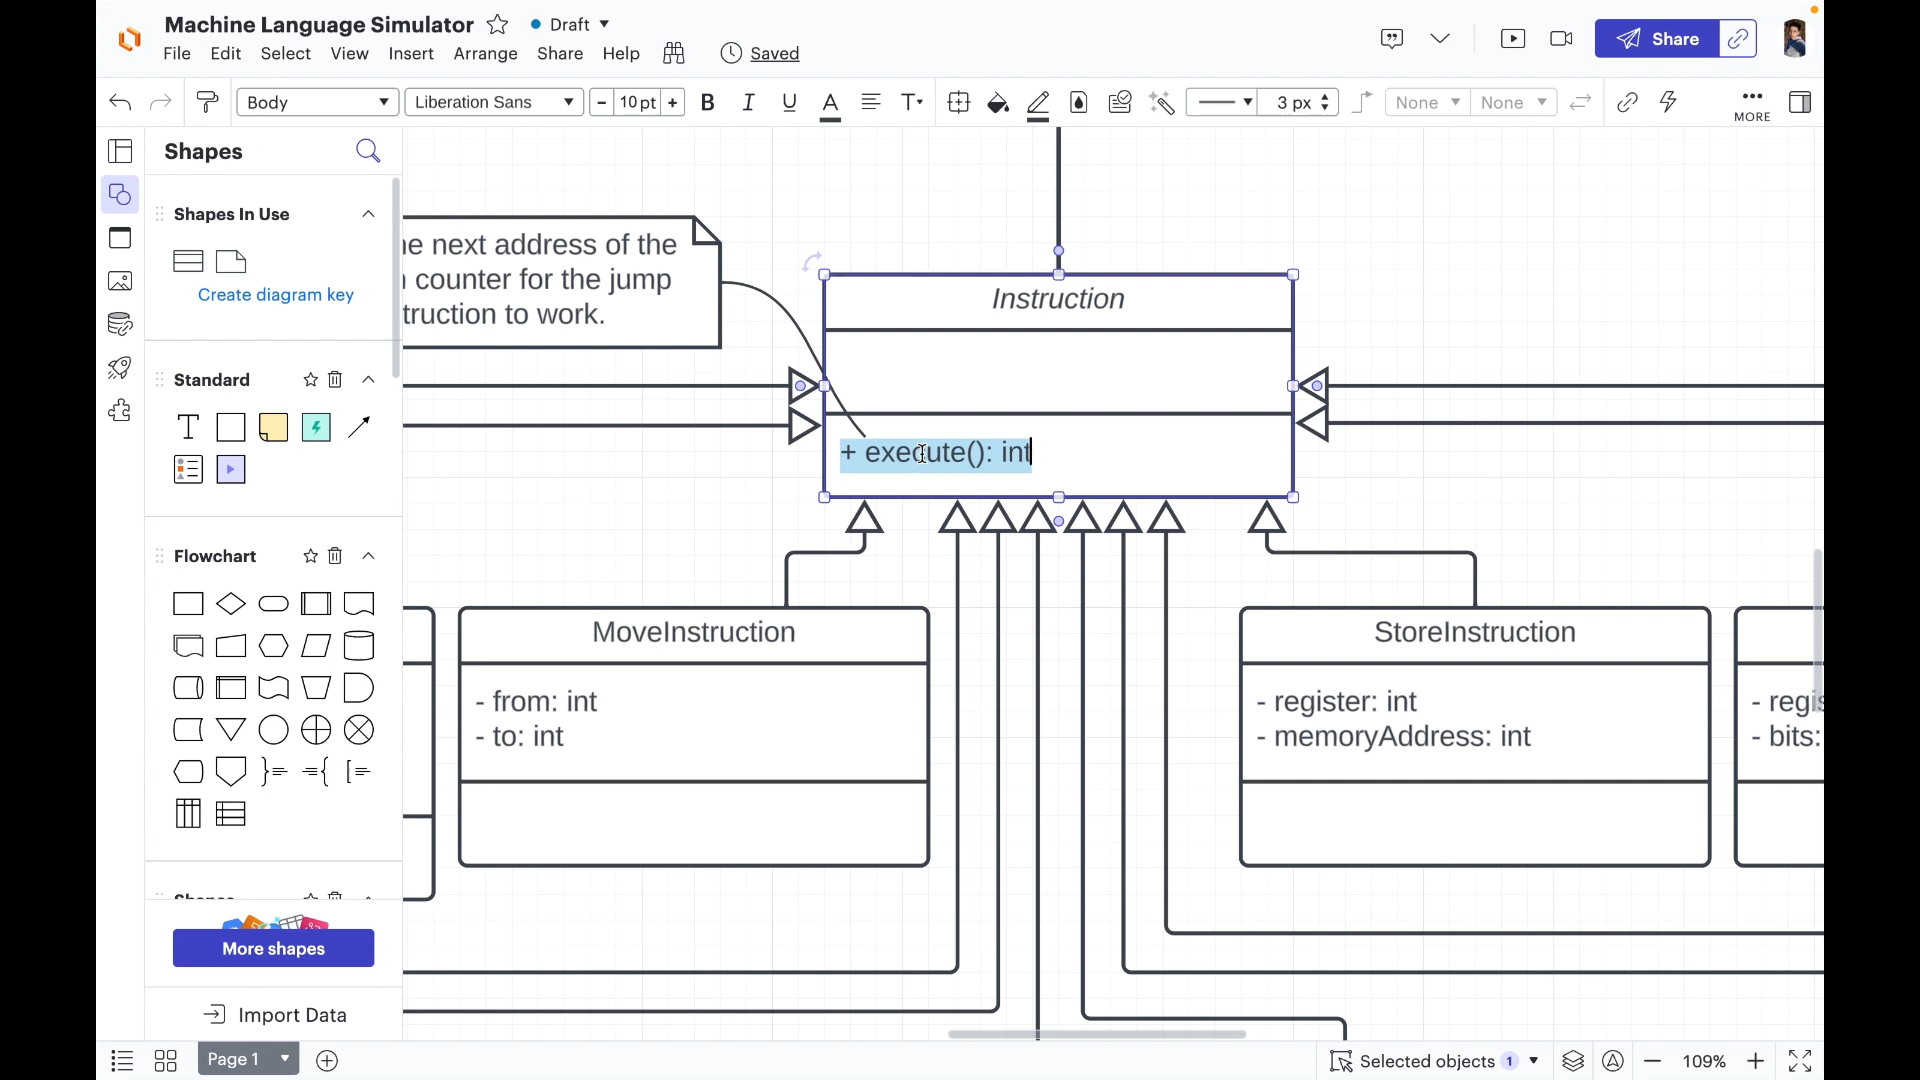 Machine Language Simulator
Draft
File Edit Select View Insert Arrange Share Help Saved
Share
Body Liberation Sans - 10 pt + B I U A T 3 px None None MORE
Shapes
Shapes In Use
Create diagram key
Standard
T
Flowchart
Shapes
More shapes
Import Data
next address of the
counter for the jump
to work.
Instruction
+ execute(): int
MoveInstruction
- from: int
- to: int
StoreInstruction
- register: int
- memoryAddress: int
- bits:
Page 1
Selected objects 1
109%